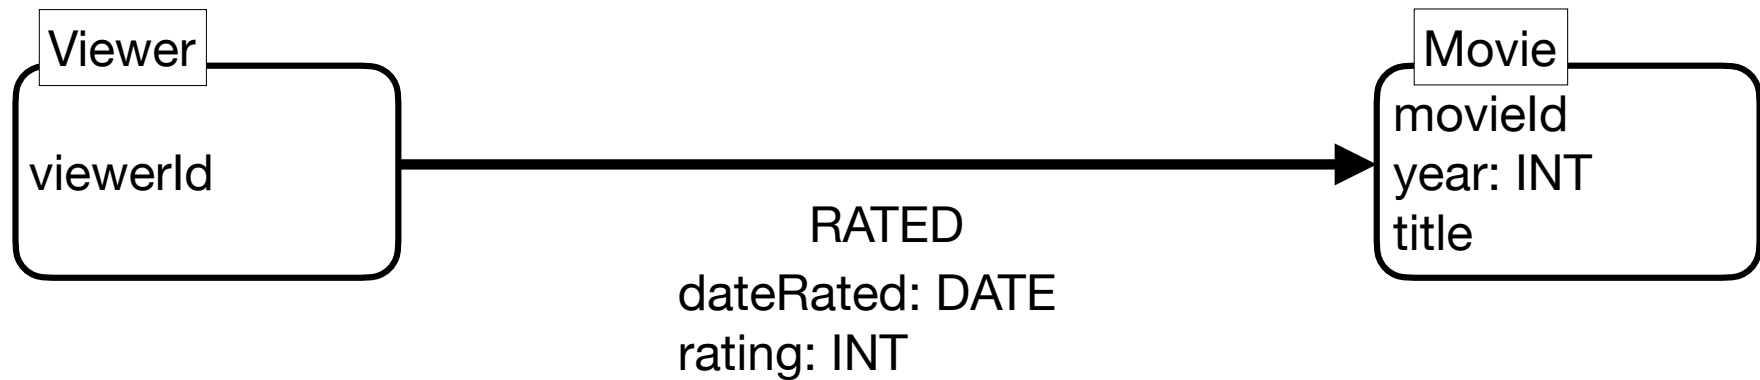 Viewer
viewerId
RATED
dateRated: DATE
rating: INT
Movie
movieId
year: INT
title